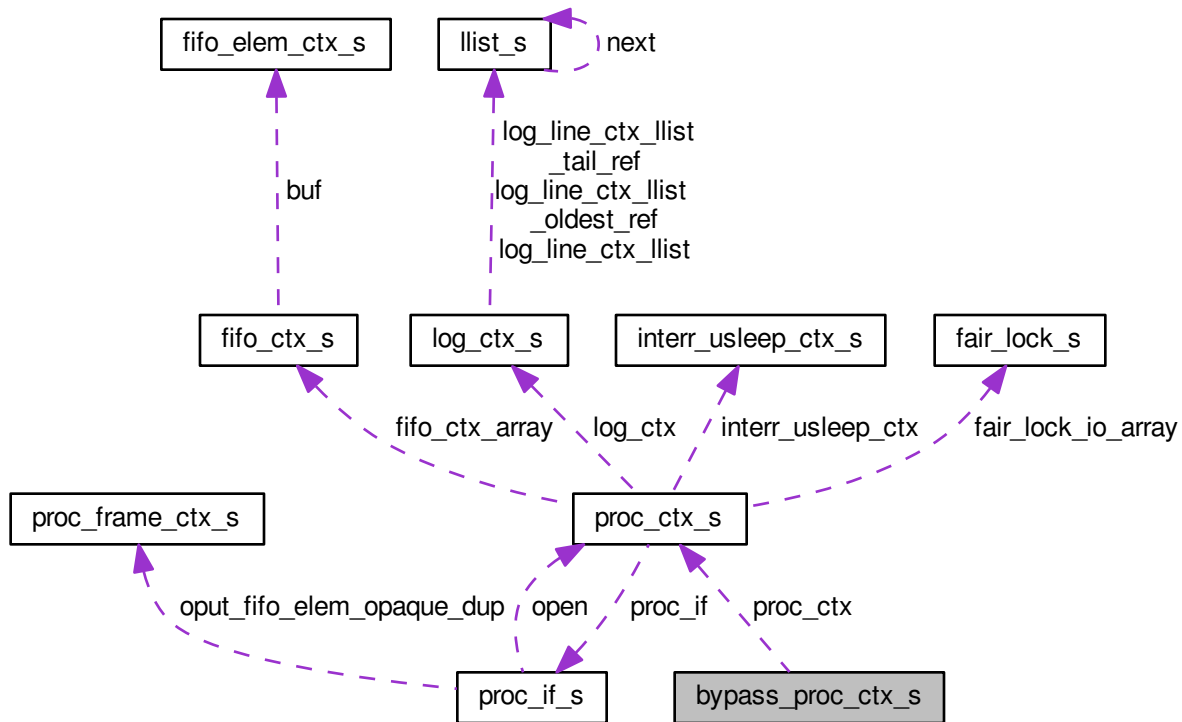 fifo_elem_ctx_s
llist_s
next
log_line_ctx_llist
_tail_ref
log_line_ctx_llist
_oldest_ref
log_line_ctx_llist
buf
fifo_ctx_s
log_ctx_s
interr_usleep_ctx_s
fair_lock_s
fifo_ctx_array
log_ctx
interr_usleep_ctx
fair_lock_io_array
proc_frame_ctx_s
proc_ctx_s
oput_fifo_elem_opaque_dup
open
proc_if
proc_ctx
proc_if_s
bypass_proc_ctx_s